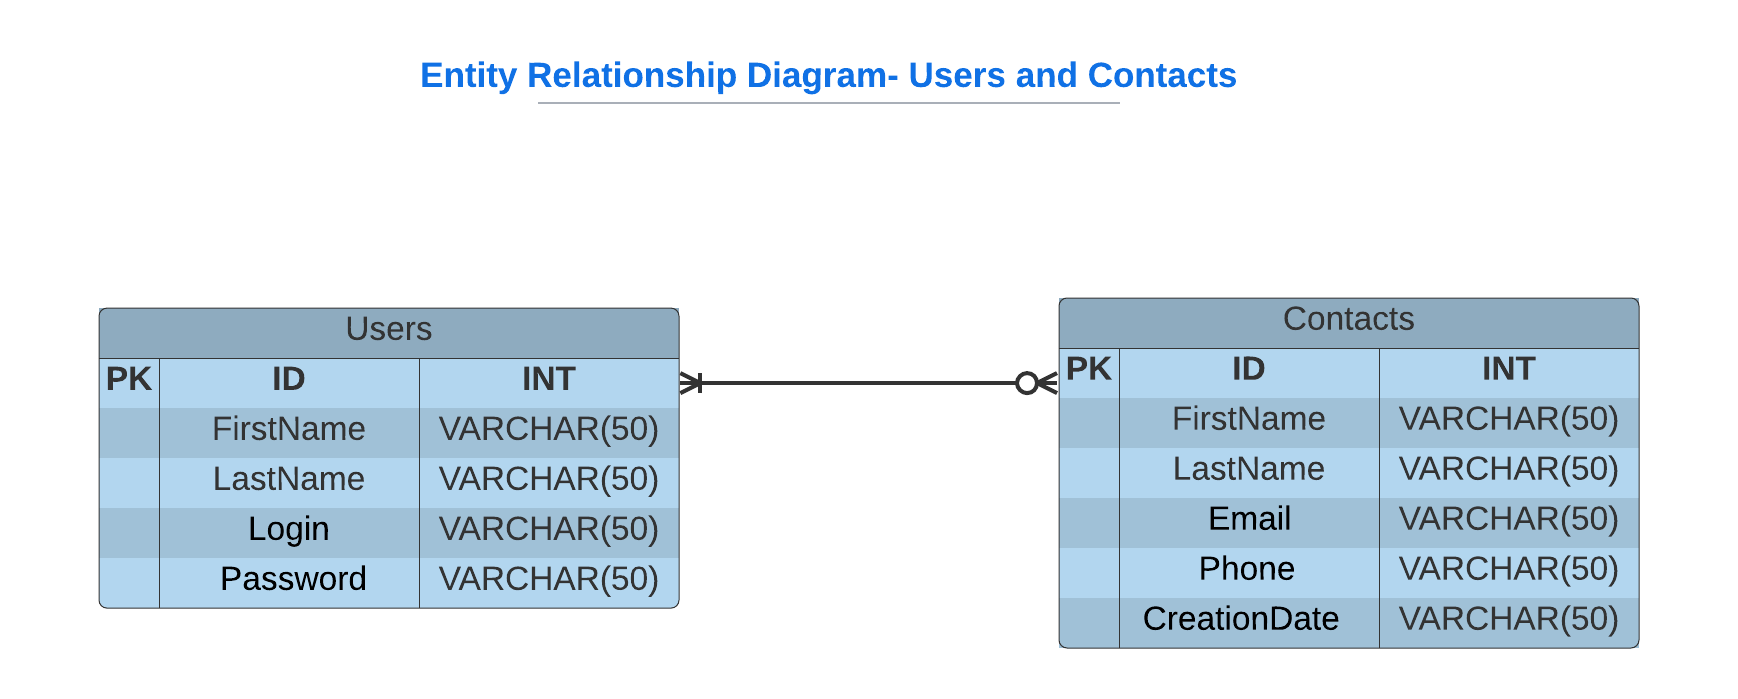 Entity Relationship Diagram- Users and Contacts
Users
PK ID INT
FirstName VARCHAR(50)
LastName VARCHAR(50)
Login VARCHAR(50)
Password VARCHAR(50)
Contacts
PK ID INT
FirstName VARCHAR(50)
LastName VARCHAR(50)
Email VARCHAR(50)
Phone VARCHAR(50)
CreationDate VARCHAR(50)